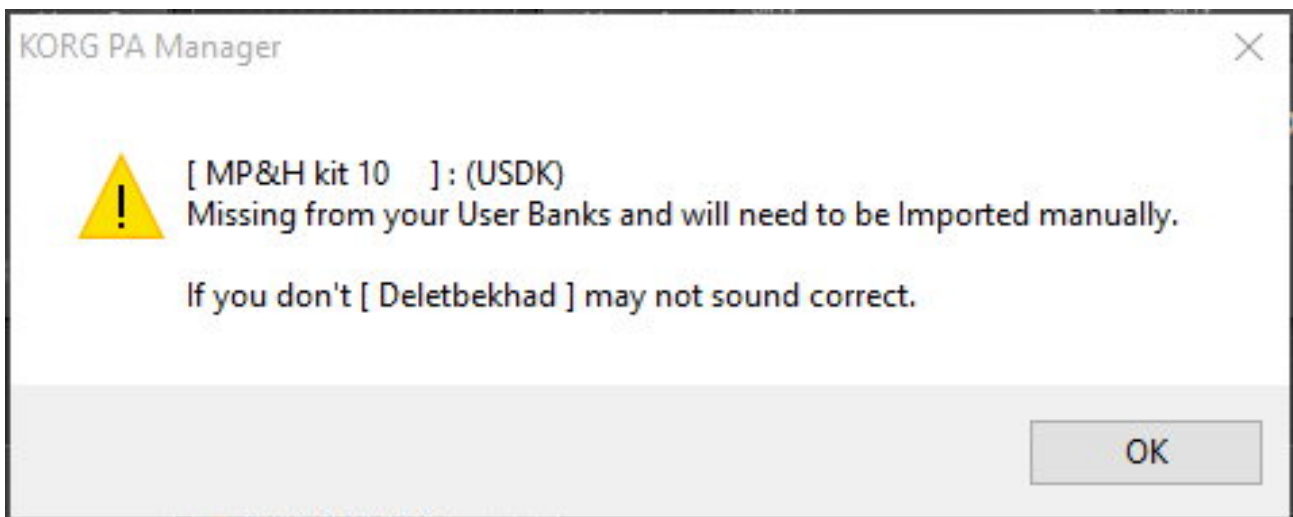 KORG PA Manager
[ MP&H kit 10    ] : (USDK)
Missing from your User Banks and will need to be Imported manually.
If you don't [ Deletbekhad ] may not sound correct.
OK